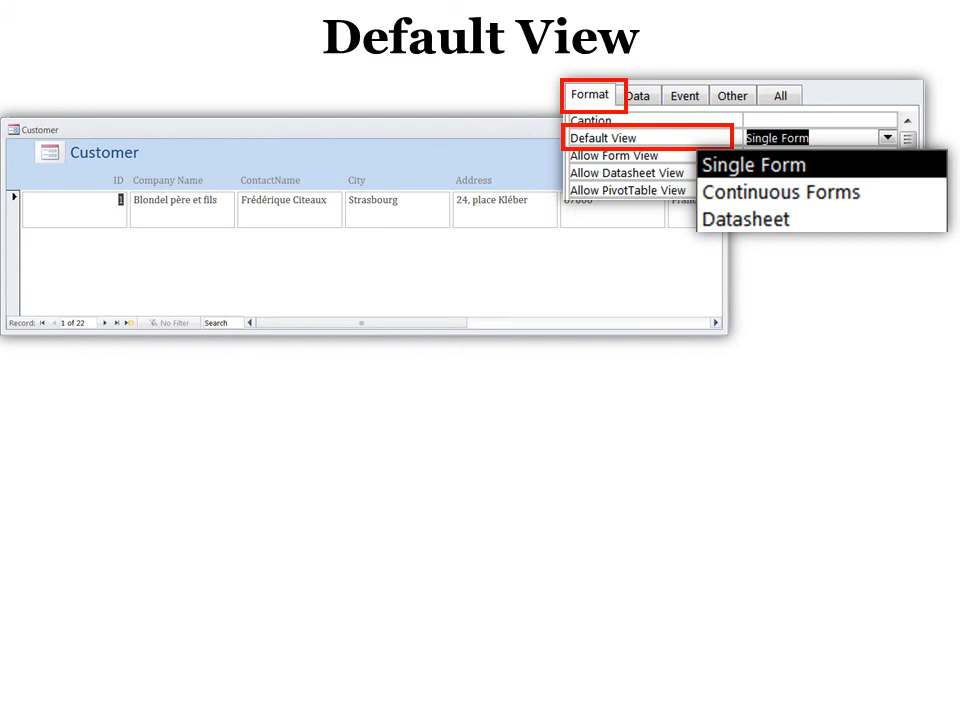 Default View
Format Data Event Other All
Caption
Default View Single Form
Allow Form View
Allow Datasheet View
Allow PivotTable View
Single Form
Continuous Forms
Datasheet
Customer
Customer
ID Company Name ContactName City Address
1 Blondel père et fils Frédérique Citeaux Strasbourg 24, place Kléber 67000
Record: 1 of 22 No Filter Search